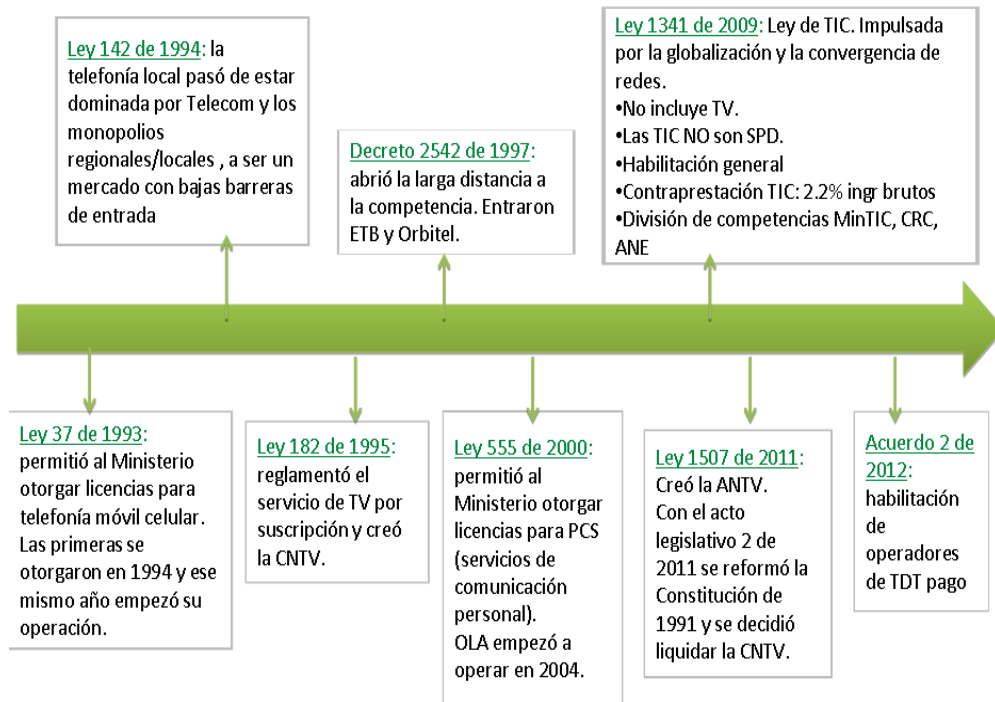 Ley 142 de 1994: la
telefonía local pasó de estar
dominada por Telecom y los
monopolios
regionales/locales , a ser un
mercado con bajas barreras
de entrada
Decreto 2542 de 1997:
abrió la larga distancia a
la competencia. Entraron
ETB y Orbitel.
Ley 1341 de 2009: Ley de TIC. Impulsada
por la globalización y la convergencia de
redes.
•No incluye TV.
•Las TIC NO son SPD.
•Habilitación general
•Contraprestación TIC: 2.2% ingr brutos
•División de competencias MinTIC, CRC,
ANE
Ley 37 de 1993:
permitió al Ministerio
otorgar licencias para
telefonía móvil celular.
Las primeras se
otorgaron en 1994 y ese
mismo año empezó su
operación.
Ley 182 de 1995:
reglamentó el
servicio de TV por
suscripción y creó
la CNTV.
Ley 555 de 2000:
permitió al
Ministerio otorgar
licencias para PCS
(servicios de
comunicación
personal).
OLA empezó a
operar en 2004.
Ley 1507 de 2011:
Creó la ANTV.
Con el acto
legislativo 2 de
2011 se reformó la
Constitución de
1991 y se decidió
liquidar la CNTV.
Acuerdo 2 de
2012:
habilitación
de
operadores
de TDT pago